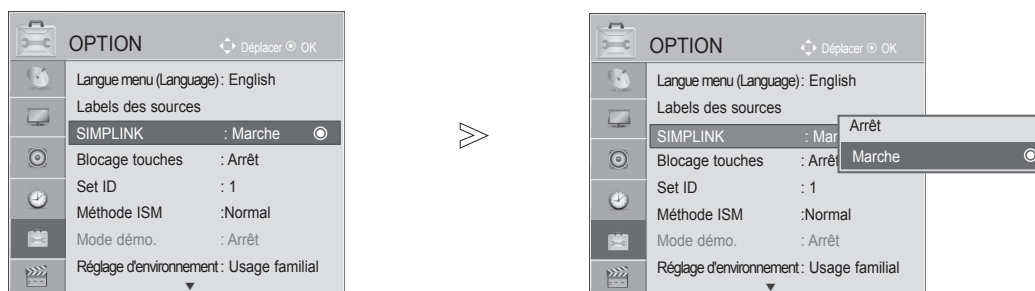 OPTION
Déplacer OK
Langue menu (Language) : English
Labels des sources
SIMPLINK : Marche
Blocage touches : Arrêt
Set ID : 1
Méthode ISM :Normal
Mode démo. : Arrêt
Réglage d'environnement : Usage familial
OPTION
Déplacer OK
Langue menu (Language) : English
Labels des sources
SIMPLINK : Mar
Arrêt
Marche
Blocage touches : Arrêt
Set ID : 1
Méthode ISM :Normal
Mode démo. : Arrêt
Réglage d'environnement : Usage familial